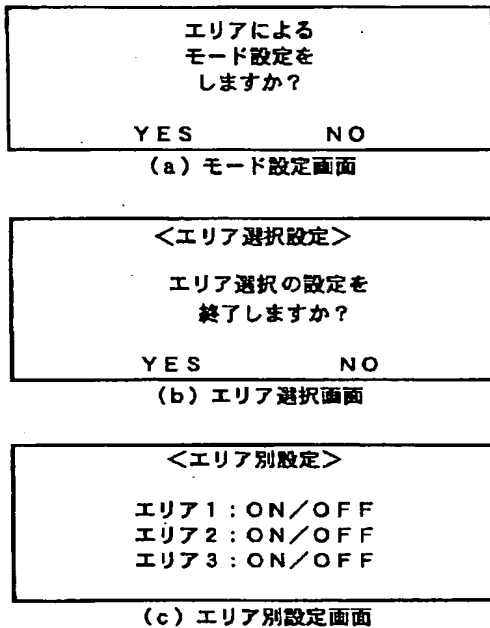 エリアによる
モード設定を
しますか?
YES NO
(a)モード設定画面
<エリア選択設定>
エリア選択の設定を
終了しますか?
YES NO
(b)エリア選択画面
<エリア別設定>
エリア1:ON/OFF
エリア2:ON/OFF
エリア3:ON/OFF
(c)エリア別設定画面